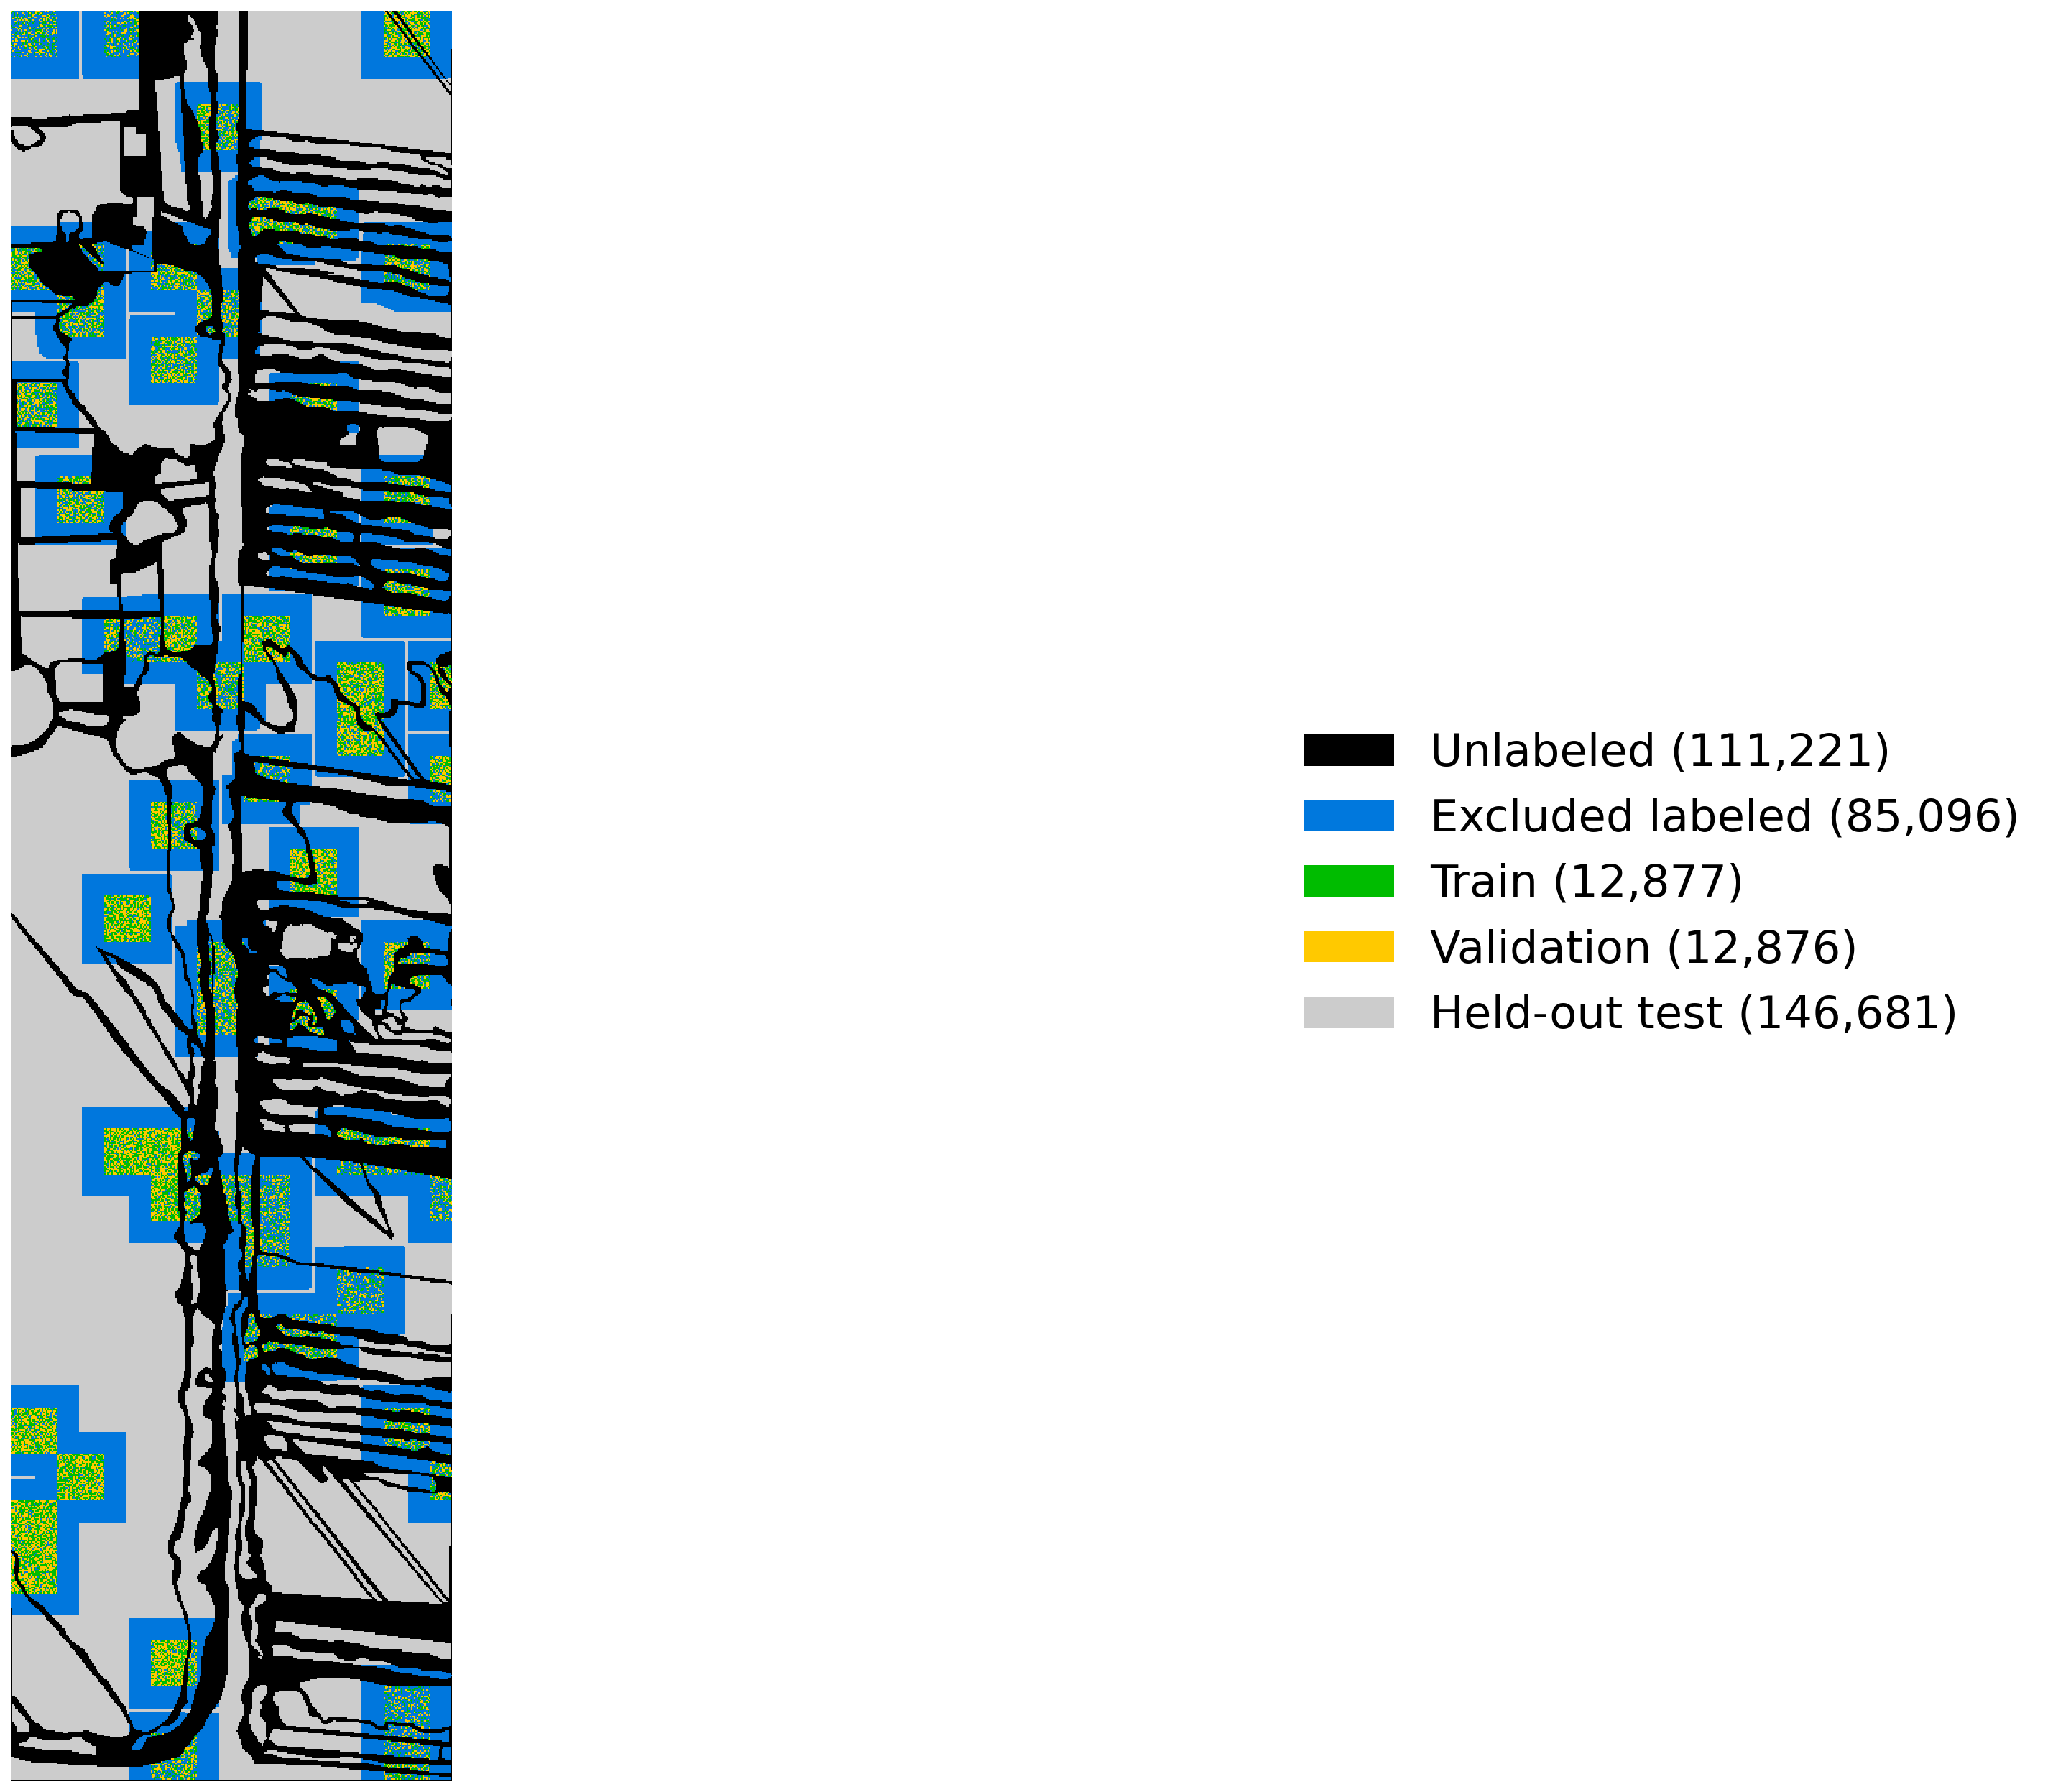 Unlabeled (111,221)
Excluded labeled (85,096)
Train (12,877)
Validation (12,876)
Held-out test (146,681)